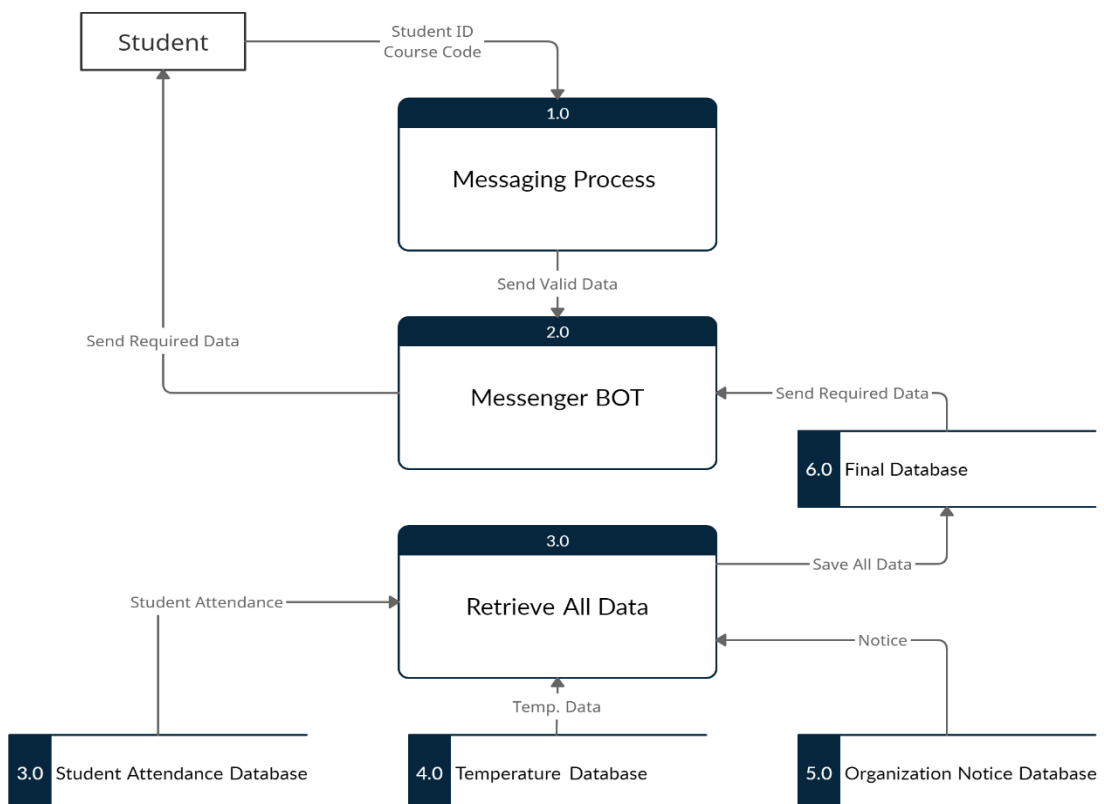 Student
Student ID
Course Code
1.0
Messaging Process
Send Valid Data
2.0
Messenger BOT
Send Required Data
Send Required Data
6.0 Final Database
3.0
Retrieve All Data
Save All Data
Student Attendance
Notice
Temp. Data
3.0 Student Attendance Database
4.0 Temperature Database
5.0 Organization Notice Database